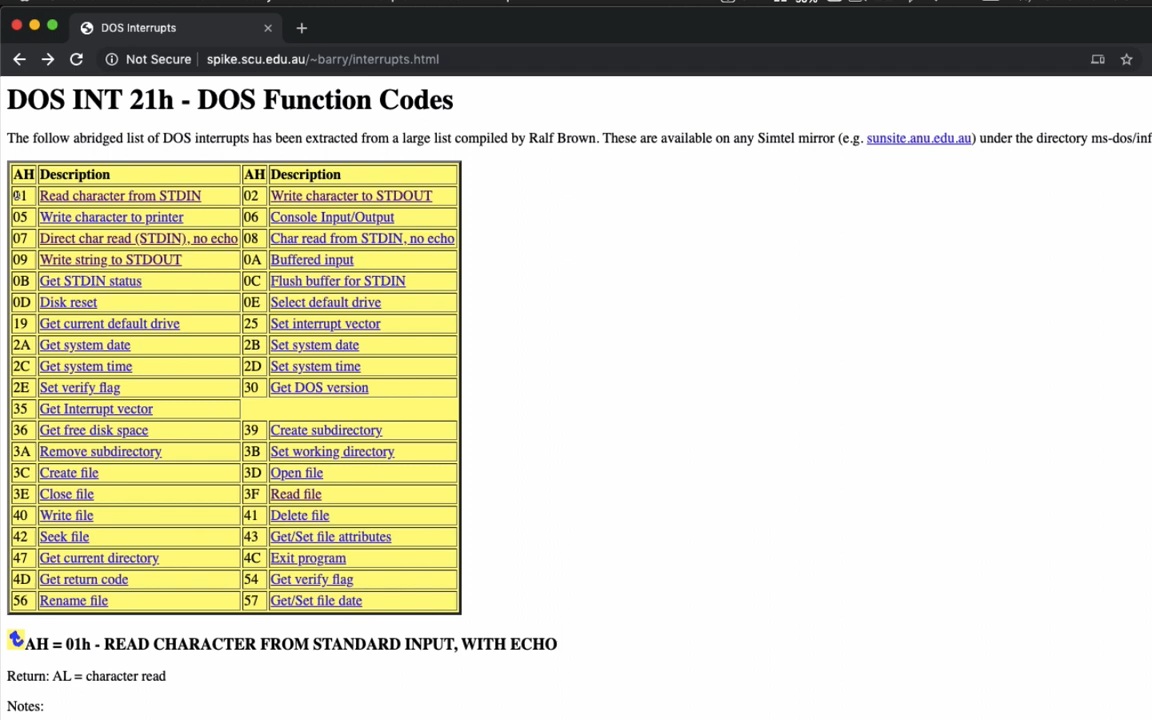 DOS Interrupts
Not Secure spike.scu.edu.au/~barry/interrupts.html
DOS INT 21h - DOS Function Codes
The follow abridged list of DOS interrupts has been extracted from a large list compiled by Ralf Brown. These are available on any Simtel mirror (e.g. sunsite.anu.edu.au) under the directory ms-dos/inf
AH Description AH Description
01 Read character from STDIN 02 Write character to STDOUT
05 Write character to printer 06 Console Input/Output
07 Direct char read (STDIN), no echo 08 Char read from STDIN, no echo
09 Write string to STDOUT 0A Buffered input
0B Get STDIN status 0C Flush buffer for STDIN
0D Disk reset 0E Select default drive
19 Get current default drive 25 Set interrupt vector
2A Get system date 2B Set system date
2C Get system time 2D Set system time
2E Set verify flag 30 Get DOS version
35 Get Interrupt vector
36 Get free disk space 39 Create subdirectory
3A Remove subdirectory 3B Set working directory
3C Create file 3D Open file
3E Close file 3F Read file
40 Write file 41 Delete file
42 Seek file 43 Get/Set file attributes
47 Get current directory 4C Exit program
4D Get return code 54 Get verify flag
56 Rename file 57 Get/Set file date
AH = 01h - READ CHARACTER FROM STANDARD INPUT, WITH ECHO
Return: AL = character read
Notes: